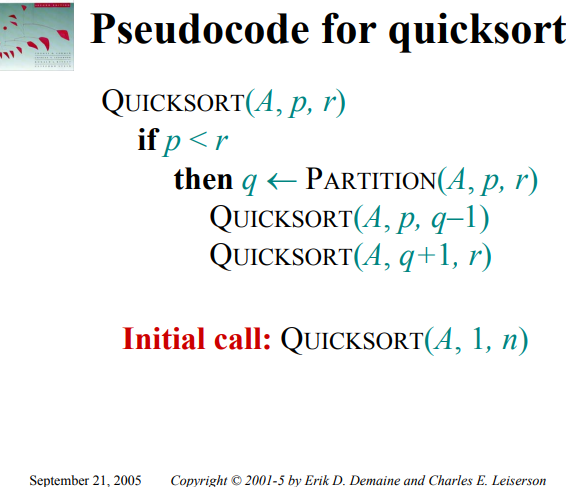 Pseudocode for quicksort
QUICKSORT(A, p, r)
if p < r
then q ← PARTITION(A, p, r)
QUICKSORT(A, p, q–1)
QUICKSORT(A, q+1, r)
Initial call: QUICKSORT(A, 1, n)
September 21, 2005 Copyright © 2001-5 by Erik D. Demaine and Charles E. Leiserson